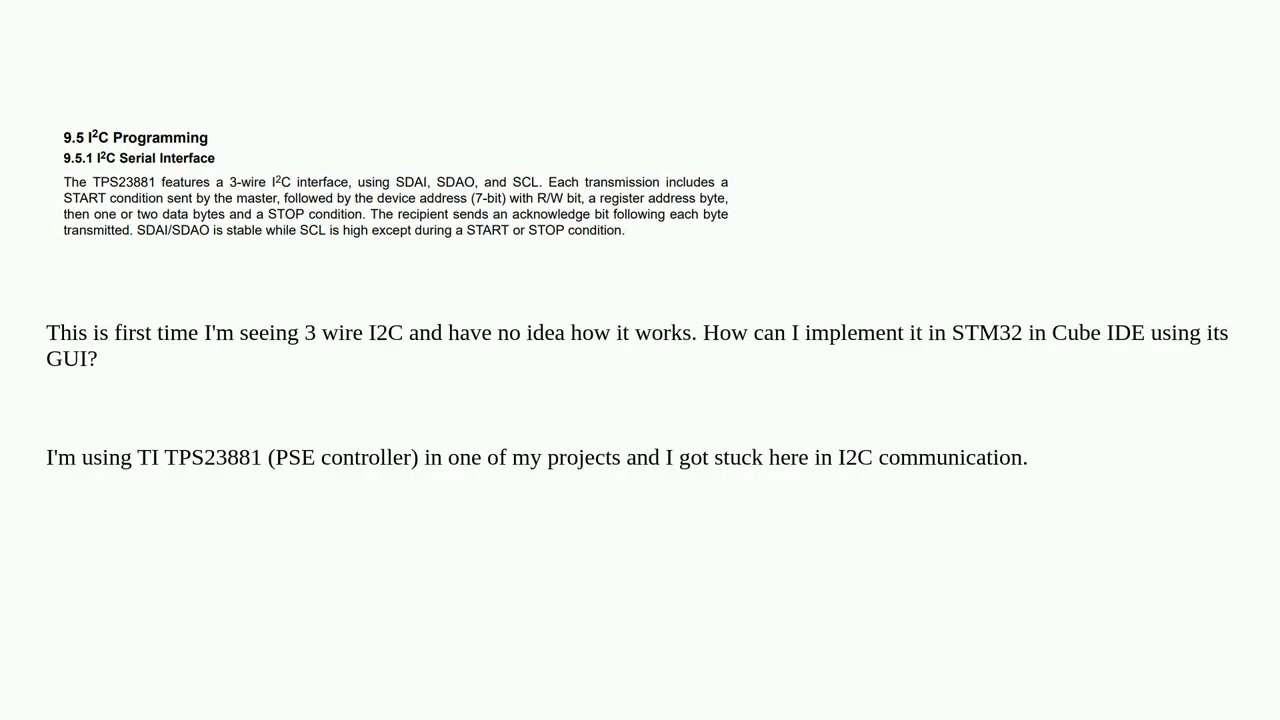 9.5 I²C Programming
9.5.1 I²C Serial Interface
The TPS23881 features a 3-wire I²C interface, using SDAI, SDAO, and SCL. Each transmission includes a
START condition sent by the master, followed by the device address (7-bit) with R/W bit, a register address byte,
then one or two data bytes and a STOP condition. The recipient sends an acknowledge bit following each byte
transmitted. SDAI/SDAO is stable while SCL is high except during a START or STOP condition.
This is first time I'm seeing 3 wire I2C and have no idea how it works. How can I implement it in STM32 in Cube IDE using its
GUI?
I'm using TI TPS23881 (PSE controller) in one of my projects and I got stuck here in I2C communication.